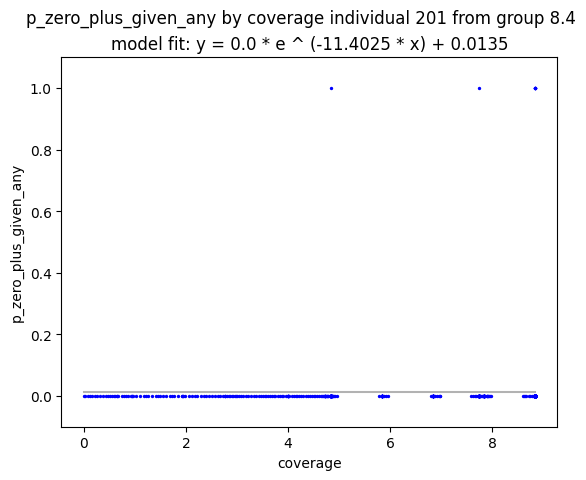 p_zero_plus_given_any by coverage individual 201 from group 8.4
model fit: y = 0.0 * e ^ (-11.4025 * x) + 0.0135
1.0
0.8
0.6
0.4
0.2
0.0
p_zero_plus_given_any
0 2 4 6 8
coverage